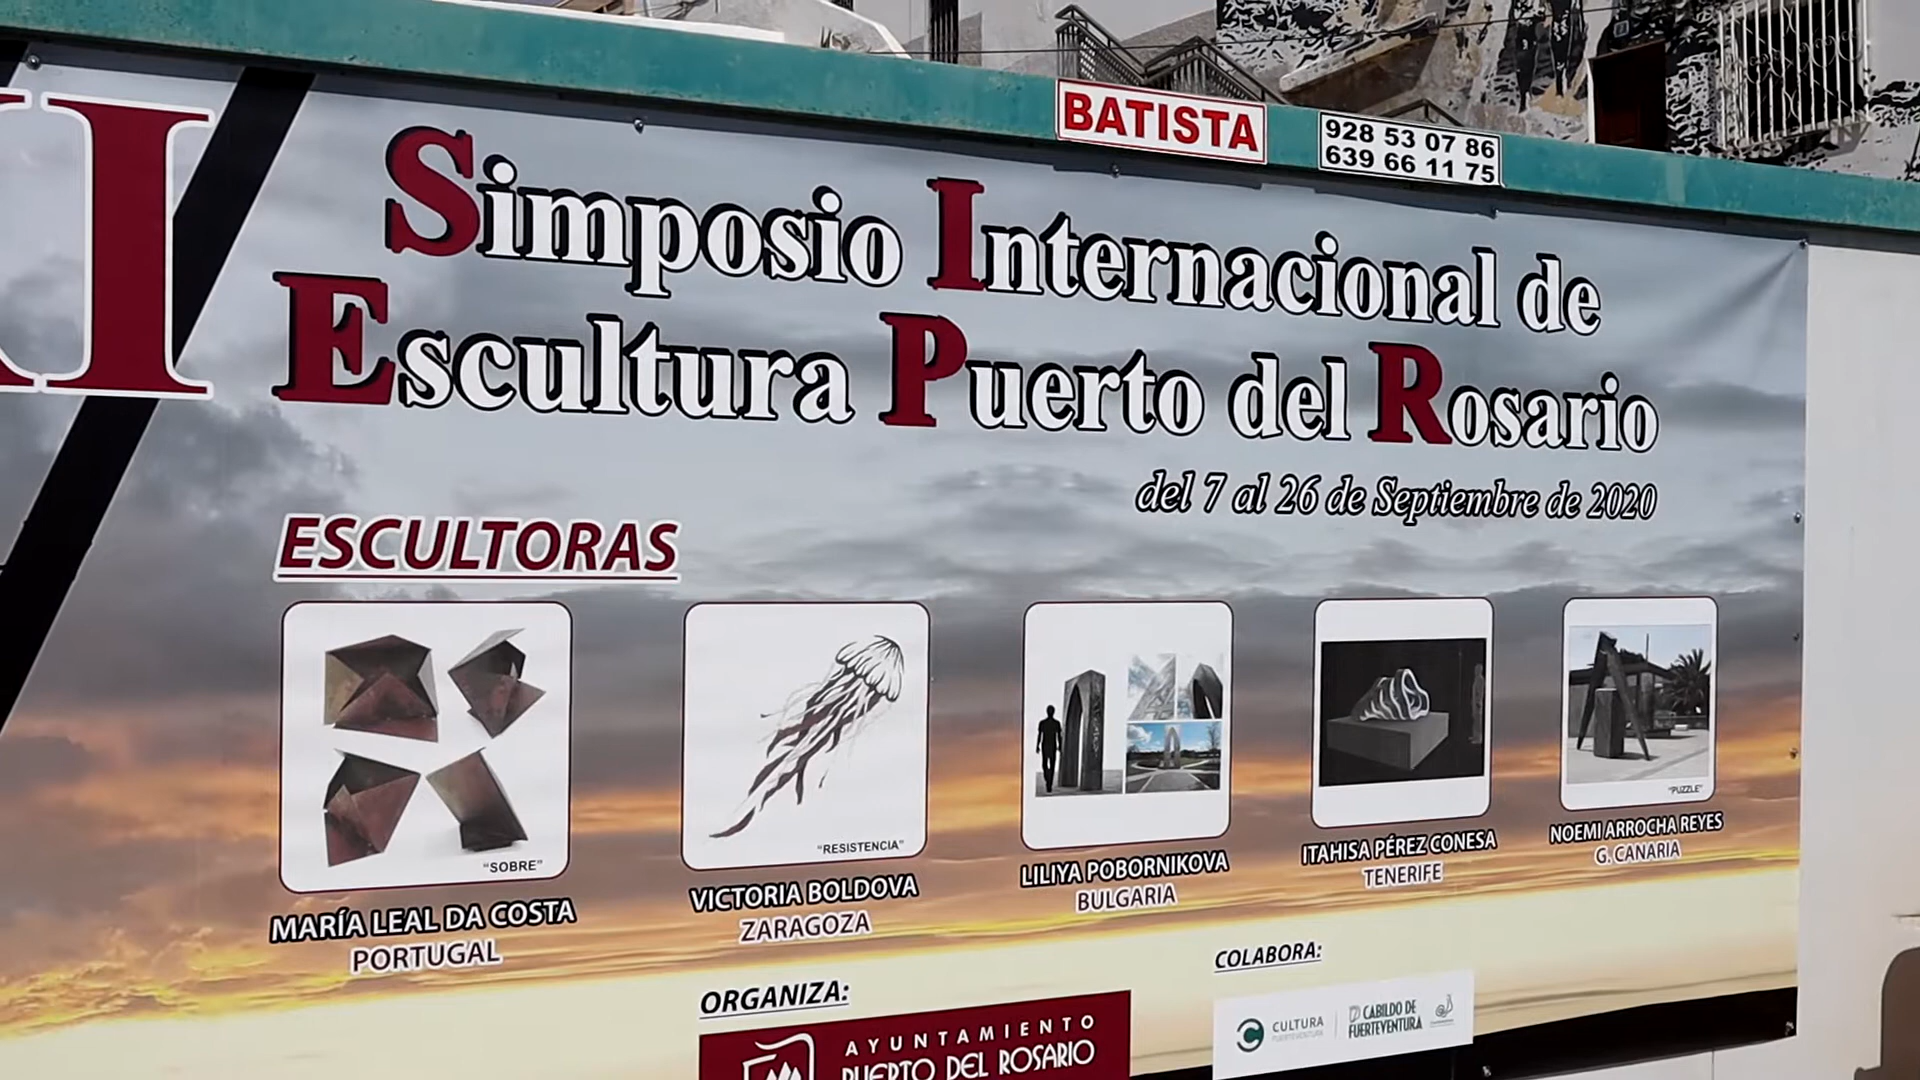 BATISTA
928 53 07 86
639 66 11 75
I
Simposio Internacional de
Escultura Puerto del Rosario
del 7 al 26 de Septiembre de 2020
ESCULTORAS
"SOBRE"
MARÍA LEAL DA COSTA
PORTUGAL
"RESISTENCIA"
VICTORIA BOLDOVA
ZARAGOZA
LILIYA POBORNIKOVA
BULGARIA
ITAHISA PÉREZ CONESA
TENERIFE
"PUZZLE"
NOEMI ARROCHA REYES
G. CANARIA
ORGANIZA:
AYUNTAMIENTO
PUERTO DEL ROSARIO
COLABORA:
CULTURA
FUERTEVENTURA
CABILDO DE
FUERTEVENTURA